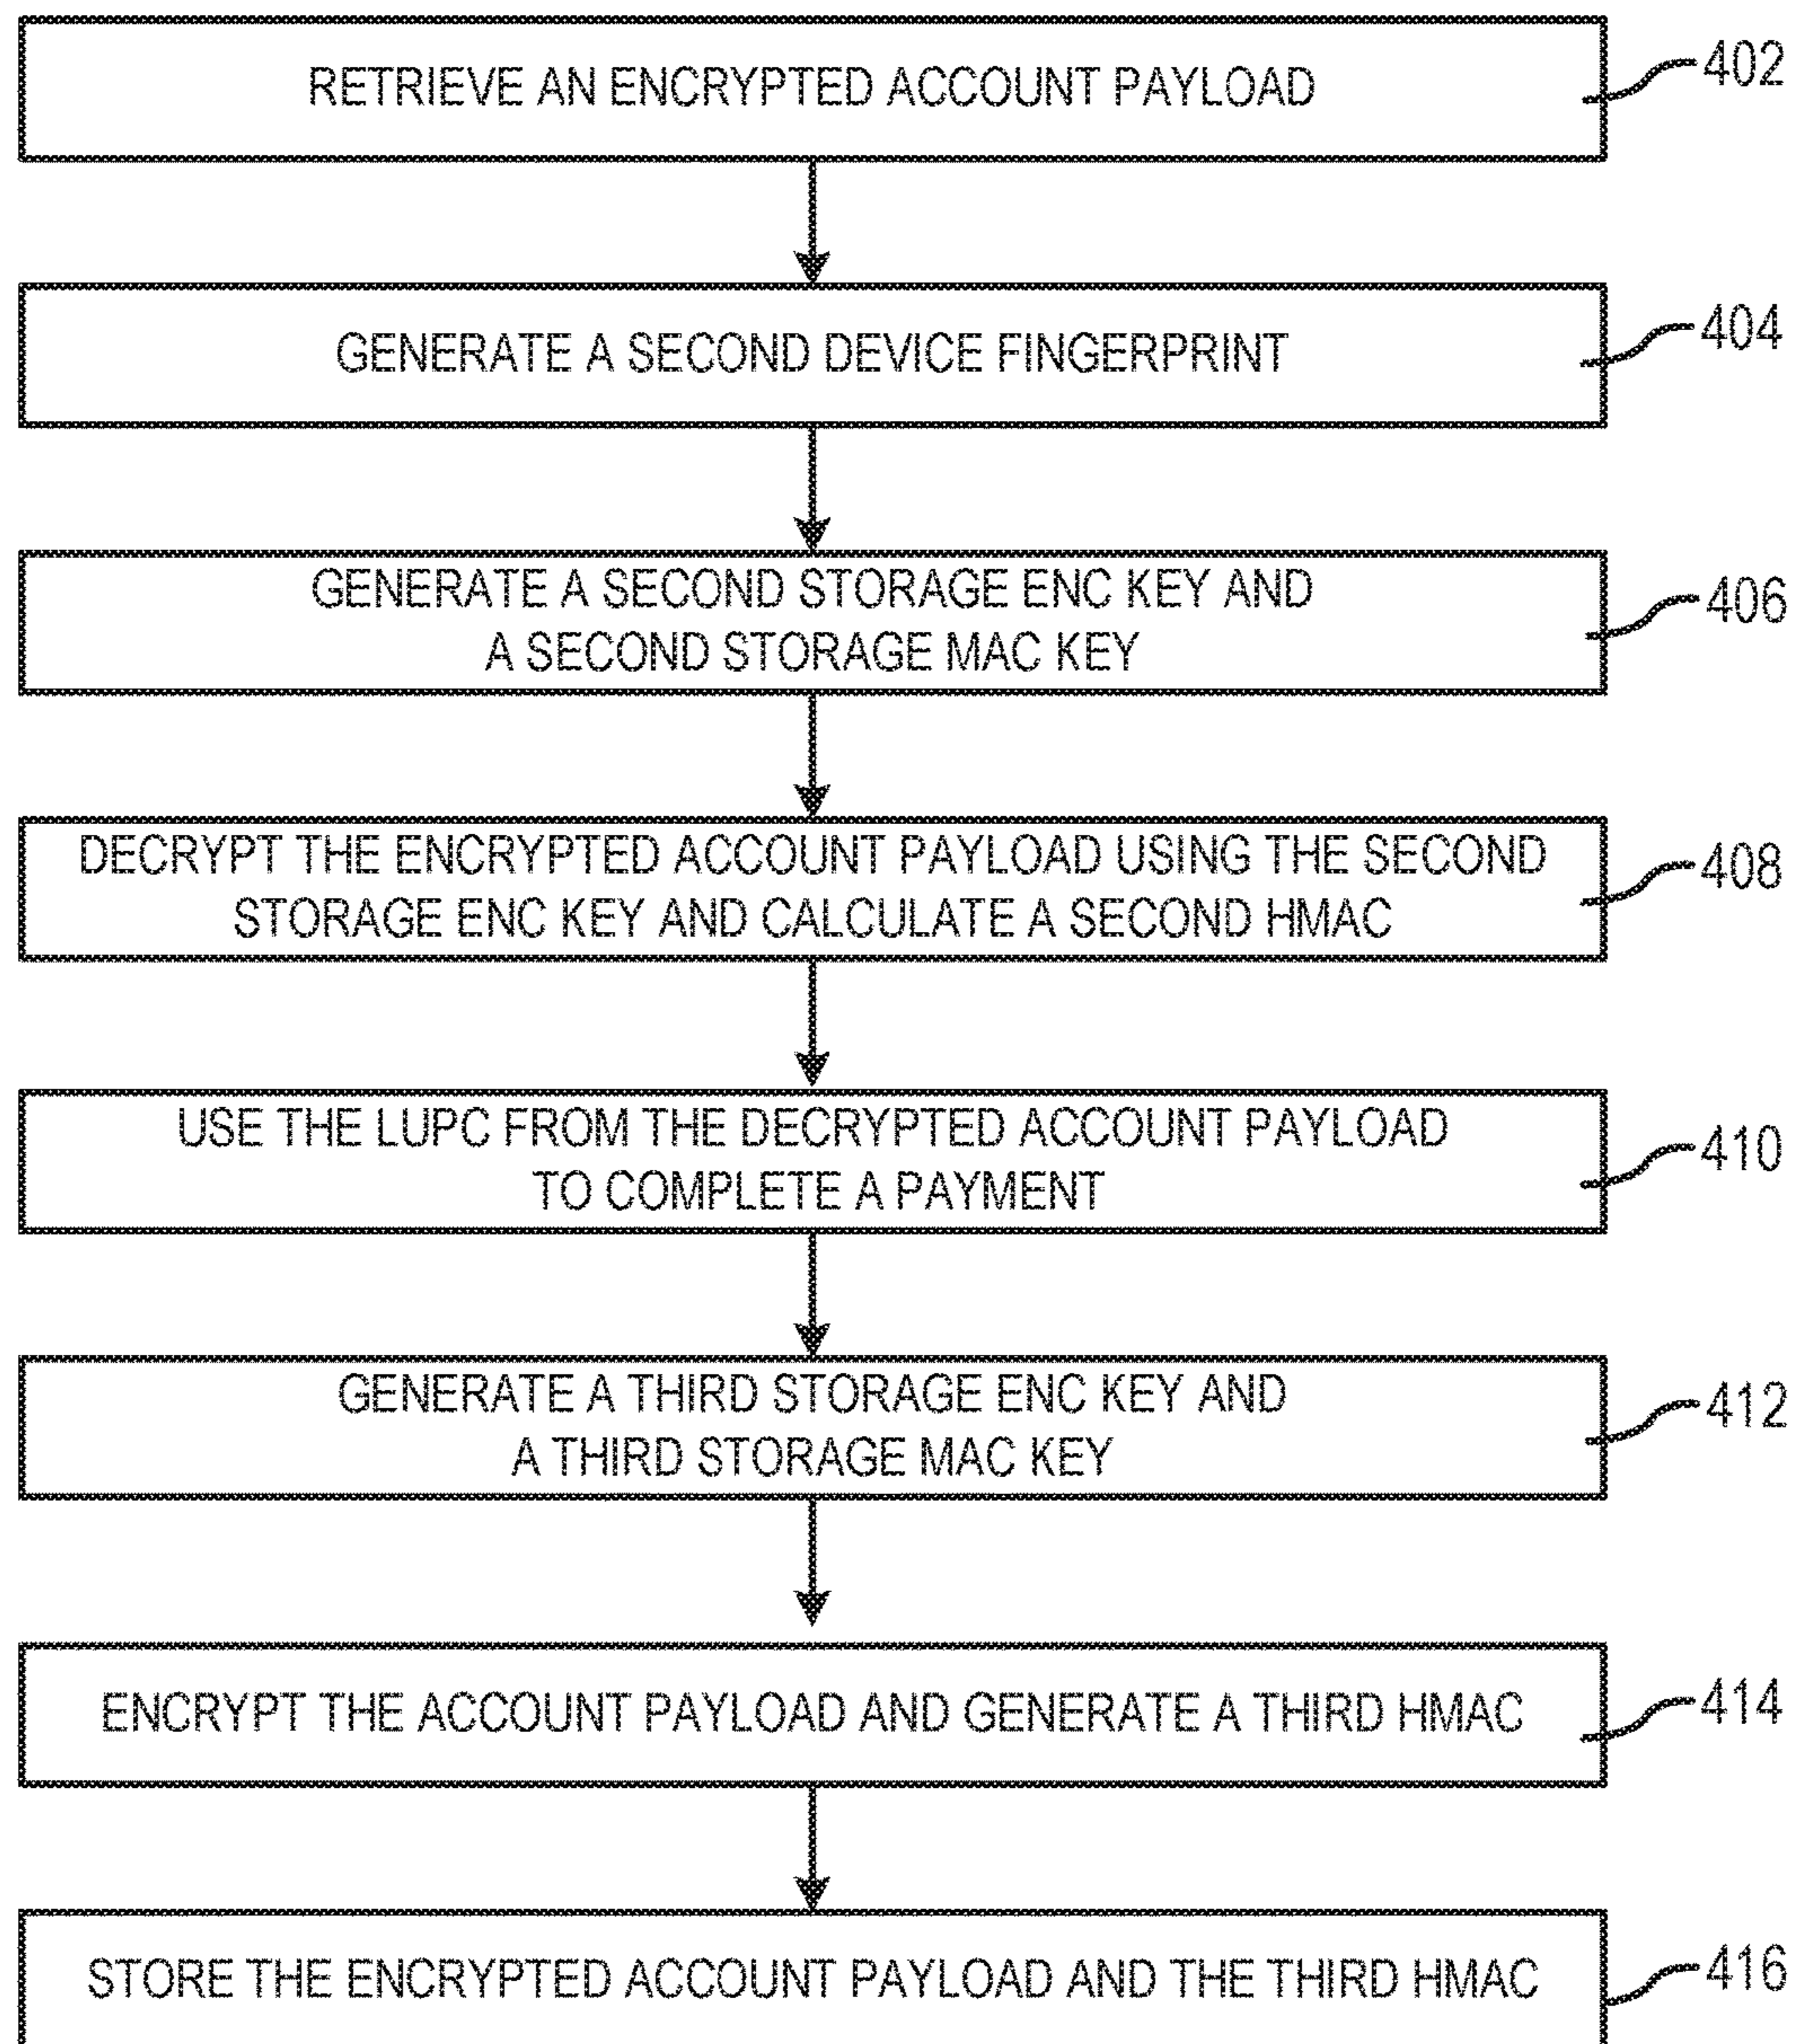 RETRIEVE AN ENCRYPTED ACCOUNT PAYLOAD
402
GENERATE A SECOND DEVICE FINGERPRINT
404
GENERATE A SECOND STORAGE ENC KEY AND
A SECOND STORAGE MAC KEY
406
DECRYPT THE ENCRYPTED ACCOUNT PAYLOAD USING THE SECOND
STORAGE ENC KEY AND CALCULATE A SECOND HMAC
408
USE THE LUPC FROM THE DECRYPTED ACCOUNT PAYLOAD
TO COMPLETE A PAYMENT
410
GENERATE A THIRD STORAGE ENC KEY AND
A THIRD STORAGE MAC KEY
412
ENCRYPT THE ACCOUNT PAYLOAD AND GENERATE A THIRD HMAC
414
STORE THE ENCRYPTED ACCOUNT PAYLOAD AND THE THIRD HMAC
416